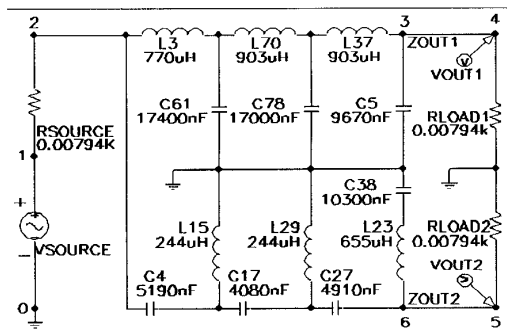 2
L3
770uH
L70
903uH
L37
903uH
3
ZOUT1
4
V
VOUT1
C61
17400nF
C78
17000nF
C5
9670nF
RSOURCE
0.00794K
RLOAD1
0.00794k
1
C38
10300nF
+
VSOURCE
−
L15
244uH
L29
244uH
L23
655uH
RLOAD2
0.00794k
VOUT2
V
C4
5190nF
C17
4080nF
C27
4910nF
ZOUT2
0
6
5